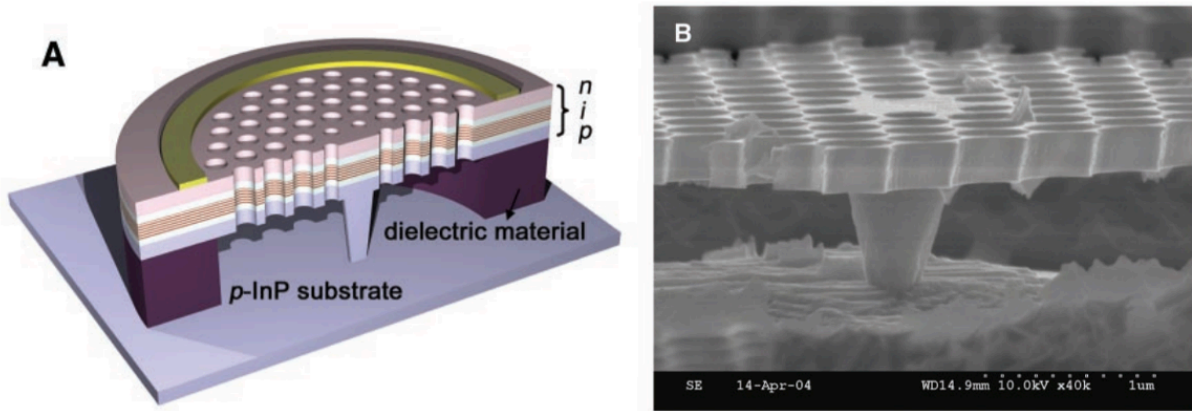 A
n
i
p
dielectric material
p-InP substrate
B
SE 14-Apr-04 WD14.9mm 10.0kV x40k 1um